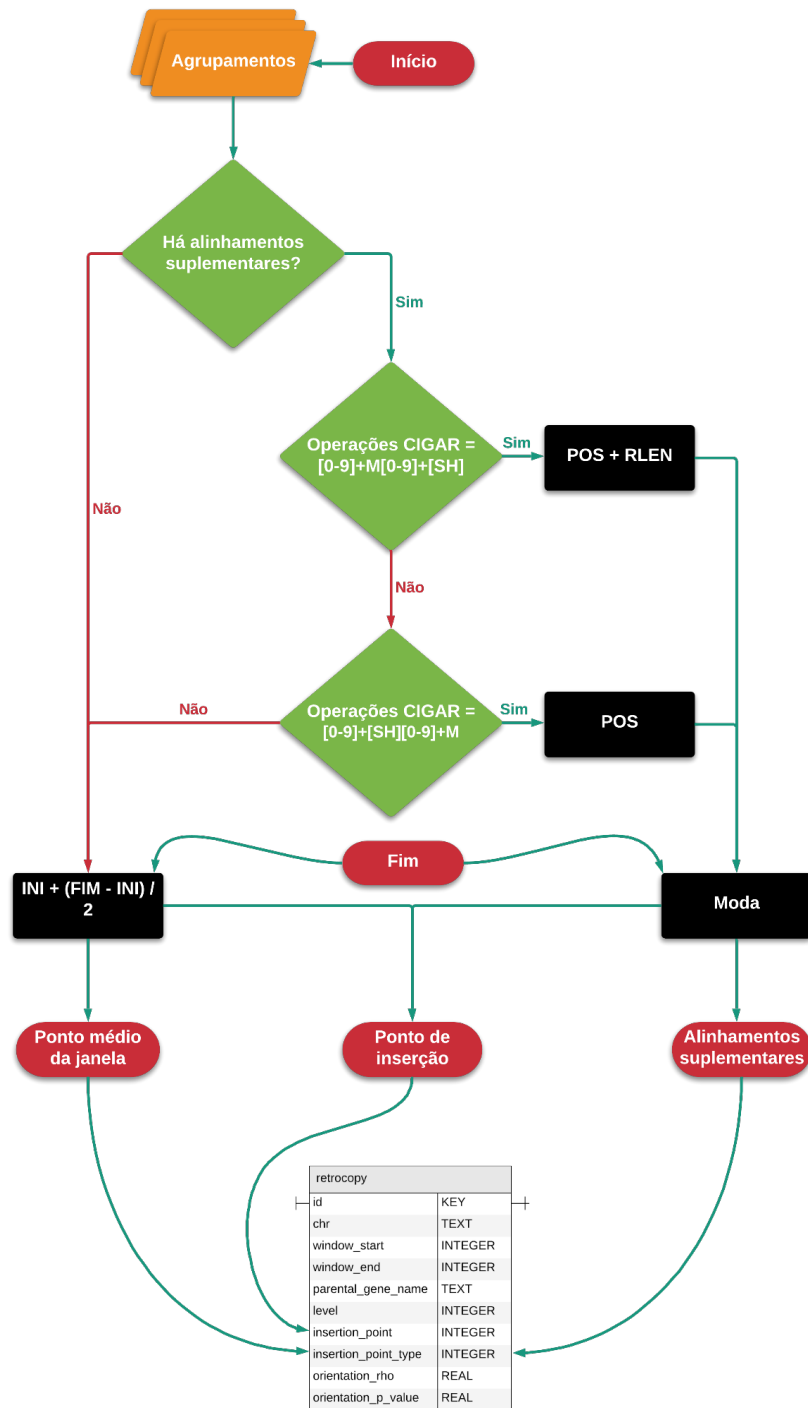 Agrupamentos
Início
Há alinhamentos
suplementares?
Sim
Operações CIGAR =
[0-9]+M[0-9]+[SH]
Sim
POS + RLEN
Não
Não
Operações CIGAR =
[0-9]+[SH][0-9]+M
Não
Sim
POS
Fim
INI + (FIM - INI) /
2
Moda
Ponto médio
da janela
Ponto de
inserção
Alinhamentos
suplementares
retrocopy
id KEY
chr TEXT
window_start INTEGER
window_end INTEGER
parental_gene_name TEXT
level INTEGER
insertion_point INTEGER
insertion_point_type INTEGER
orientation_rho REAL
orientation_p_value REAL